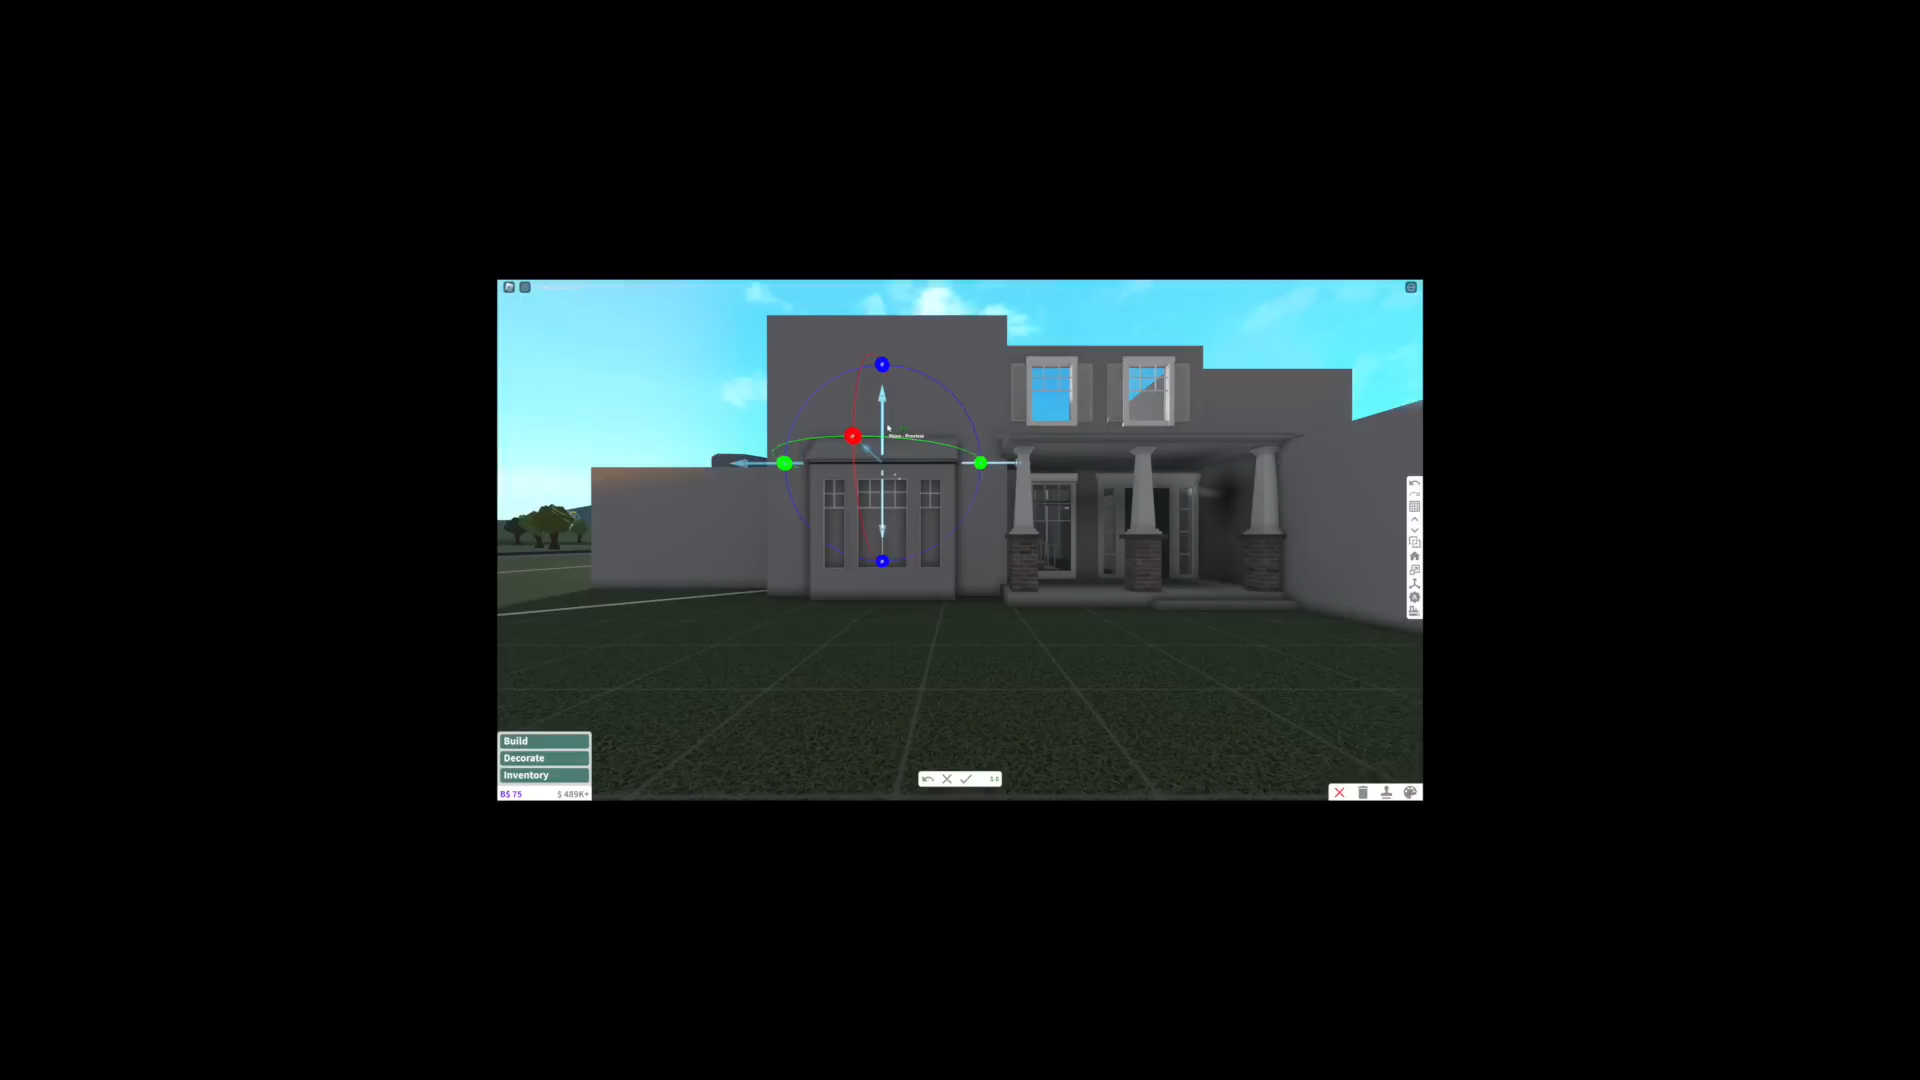 Build
Decorate
Inventory
B$ 75
$ 489K+